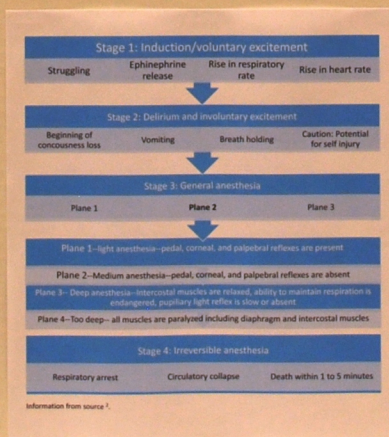 Stage 1: Induction/voluntary excitement
Struggling
Ephinephrine
release
Rise in respiratory
rate
Rise in heart rate
Stage 2: Delirium and involuntary excitement
Beginning of
concousness loss
Vomiting
Breath holding
Caution: Potential
for self injury
Stage 3: General anesthesia
Plane 1
Plane 2
Plane 3
Plane 1--light anesthesia--pedal, corneal, and palpebral reflexes are present
Plane 2--Medium anesthesia--pedal, corneal, and palpebral reflexes are absent
Plane 3-- Deep anesthesia--Intercostal muscles are relaxed, ability to maintain respiration is
endangered, pupiliary light reflex is slow or absent
Plane 4--Too deep-- all muscles are paralyzed including diaphragm and intercostal muscles
Stage 4: Irreversible anesthesia
Respiratory arrest
Circulatory collapse
Death within 1 to 5 minutes
Information from source ².